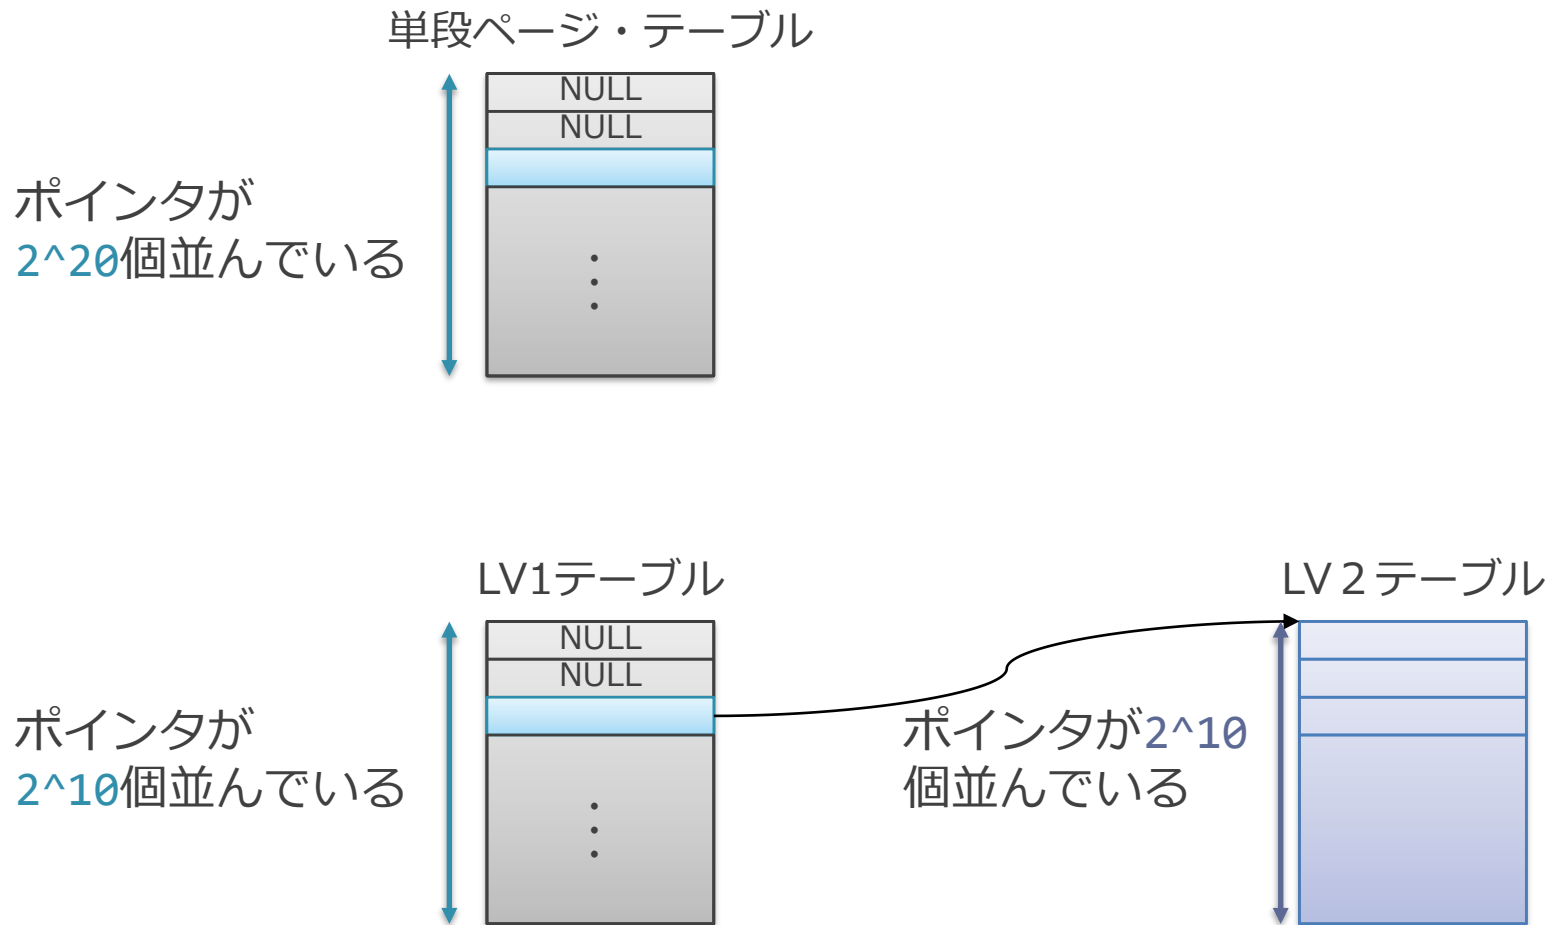 単段ページ・テーブル
NULL
NULL
ポインタが
2^20個並んでいる
LV1テーブル
LV２テーブル
NULL
NULL
ポインタが
2^10個並んでいる
ポインタが2^10
個並んでいる